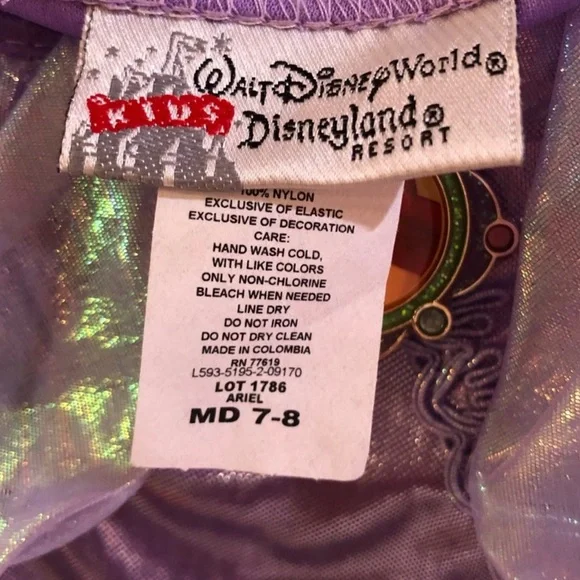 Walt Disney World®
KIDS
Disneyland®
RESORT
100% NYLON
EXCLUSIVE OF ELASTIC
EXCLUSIVE OF DECORATION
CARE:
HAND WASH COLD,
WITH LIKE COLORS
ONLY NON-CHLORINE
BLEACH WHEN NEEDED
LINE DRY
DO NOT IRON
DO NOT DRY CLEAN
MADE IN COLOMBIA
RN 77619
L593-5195-2-09170
LOT 1786
ARIEL
MD 7-8